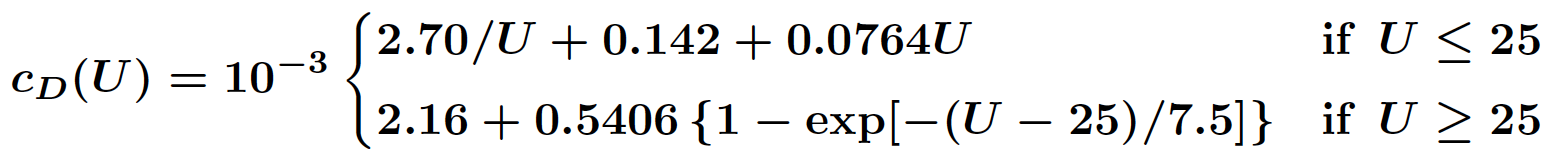 2.70/U + 0.142 + 0.0764U if U ≤ 25
c_D(U) = 10^{-3} {
2.16 + 0.5406 {1 − exp[−(U − 25)/7.5]} if U ≥ 25